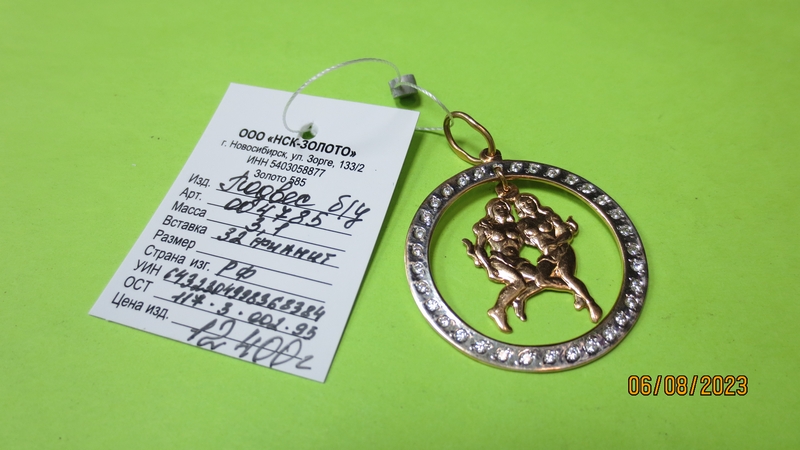 ООО «НСК-ЗОЛОТО»
г. Новосибирск, ул. Зорге, 133/2
ИНН 5403058877
Золото 585
Изд. Подвес б/у
Арт. 004785
Масса 3,1
Вставка 32 фианит
Размер
Страна изг. РФ
УИН
ОСТ 117-3-002-95
Цена изд. 12 400
06/08/2023